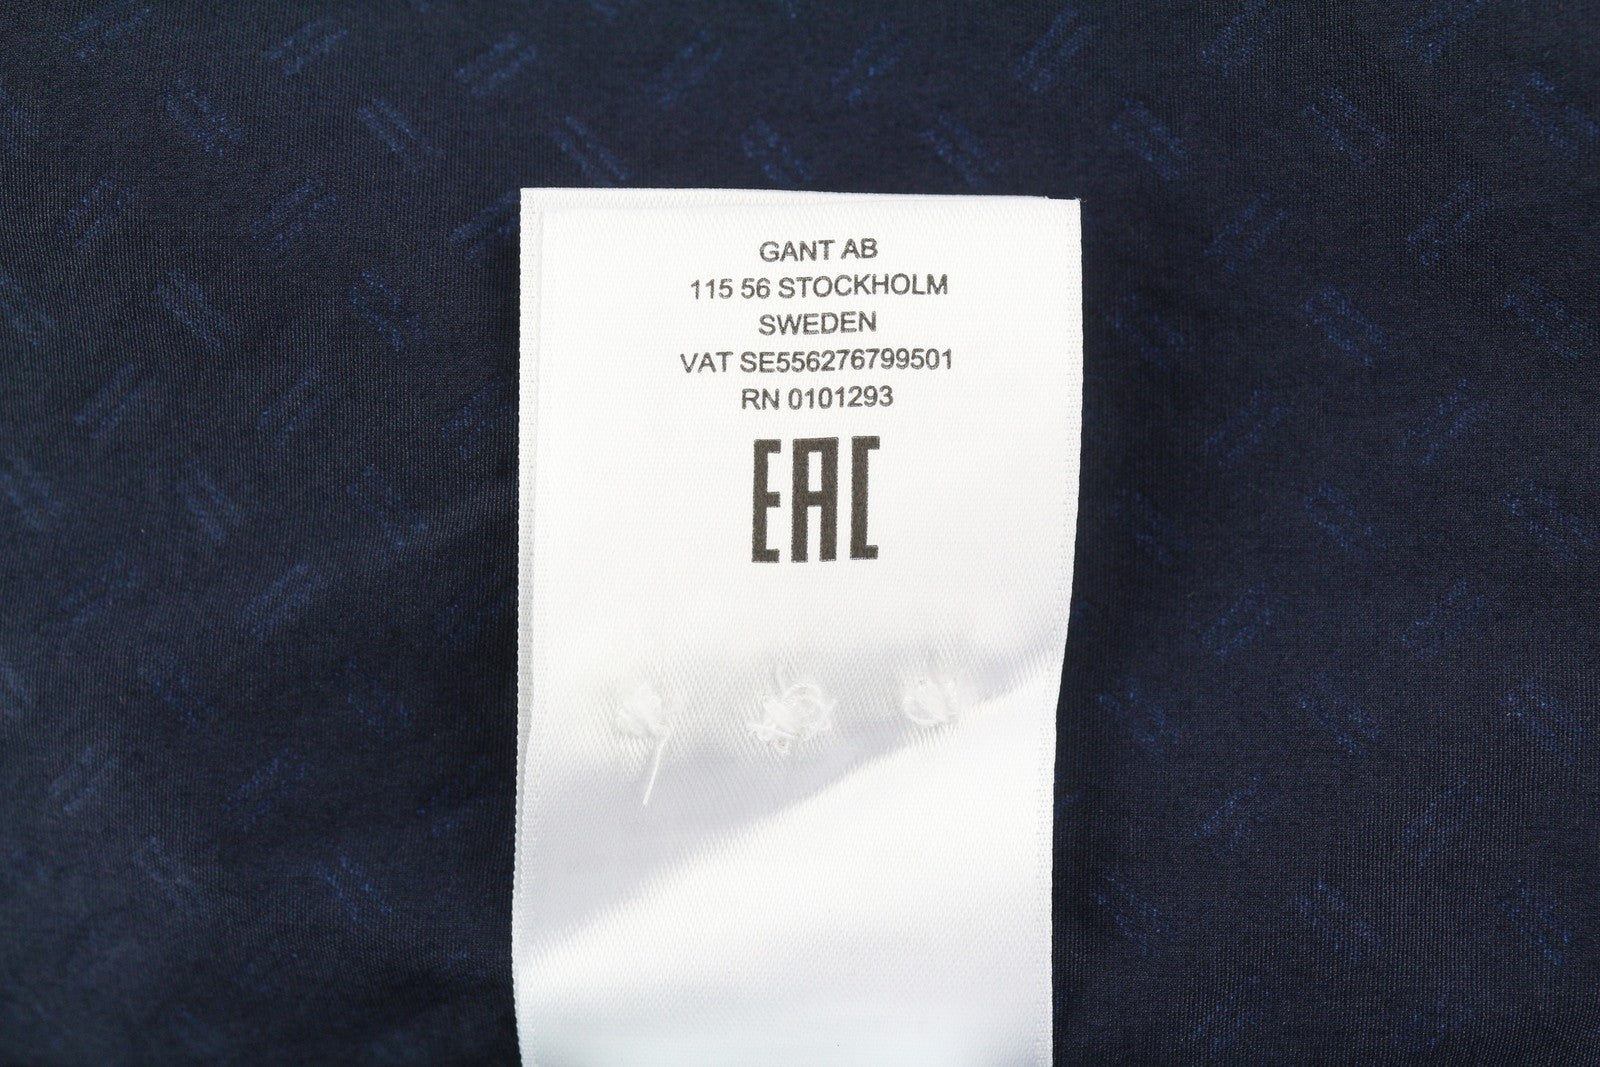 GANT AB
115 56 STOCKHOLM
SWEDEN
VAT SE556276799501
RN 0101293
EAC